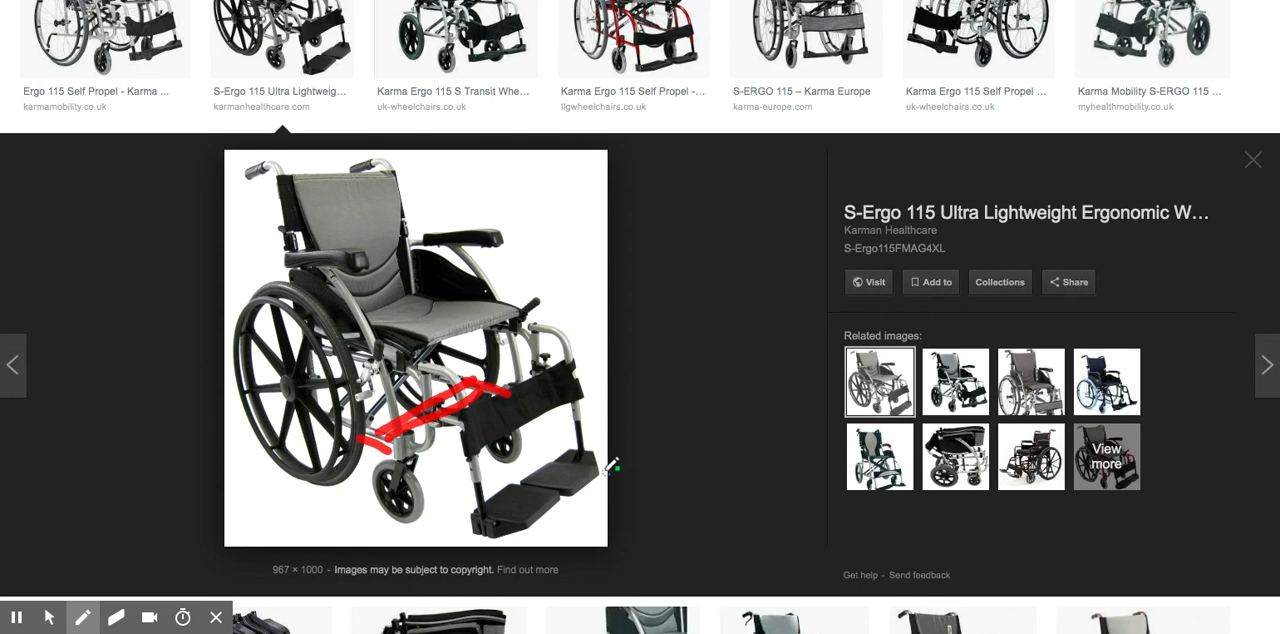 Ergo 115 Self Propel - Karma ...
karmamobility.co.uk
S-Ergo 115 Ultra Lightweig...
karmanhealthcare.com
Karma Ergo 115 S Transit Whe...
uk-wheelchairs.co.uk
Karma Ergo 115 Self Propel -...
llgwheelchairs.co.uk
S-ERGO 115 – Karma Europe
karma-europe.com
Karma Ergo 115 Self Propel ...
uk-wheelchairs.co.uk
Karma Mobility S-ERGO 115 ...
myhealthmobility.co.uk
S-Ergo 115 Ultra Lightweight Ergonomic W...
Karman Healthcare
S-Ergo115FMAG4XL
Visit
Add to
Collections
Share
Related images:
View
more
967 × 1000 - Images may be subject to copyright. Find out more
Get help - Send feedback